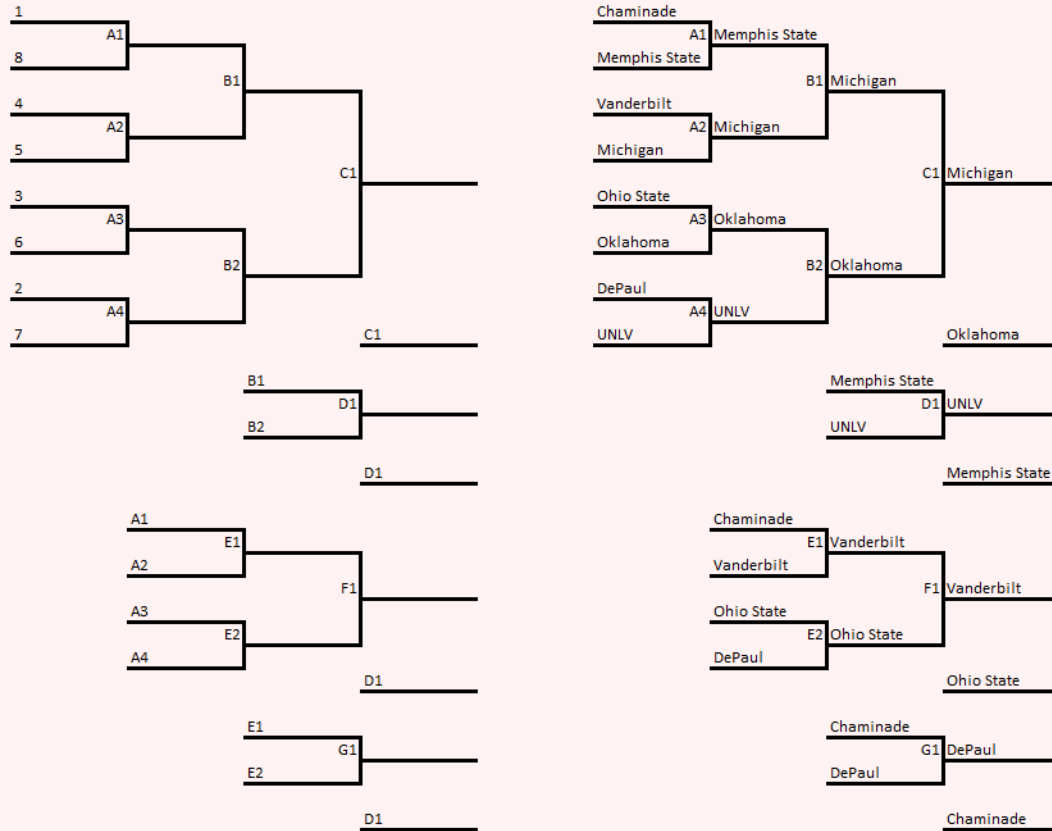 1
A1
8
B1
4
A2
5
C1
3
A3
6
B2
2
A4
7
C1
B1
D1
B2
D1
A1
E1
A2
F1
A3
E2
A4
D1
E1
G1
E2
D1
Chaminade
A1 Memphis State
Memphis State
B1 Michigan
Vanderbilt
A2 Michigan
Michigan
C1 Michigan
Ohio State
A3 Oklahoma
Oklahoma
B2 Oklahoma
DePaul
A4 UNLV
UNLV
Oklahoma
Memphis State
D1 UNLV
UNLV
Memphis State
Chaminade
E1 Vanderbilt
Vanderbilt
F1 Vanderbilt
Ohio State
E2 Ohio State
DePaul
Ohio State
Chaminade
G1 DePaul
DePaul
Chaminade